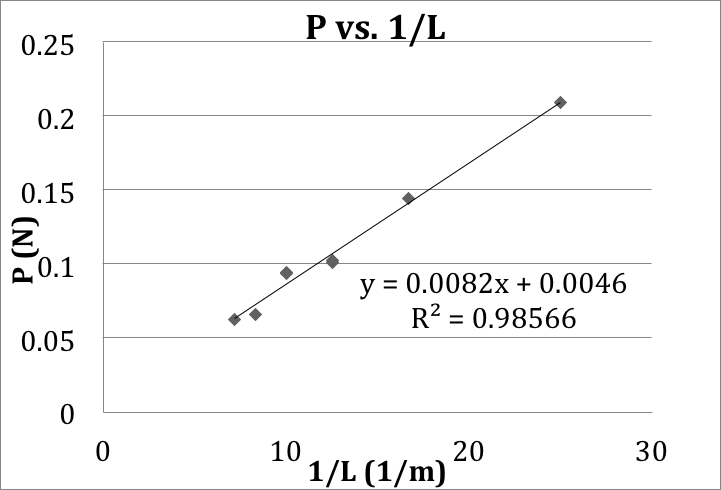 P vs. 1/L
0.25
0.2
0.15
0.1
0.05
0
P (N)
y = 0.0082x + 0.0046
R² = 0.98566
0 10 20 30
1/L (1/m)